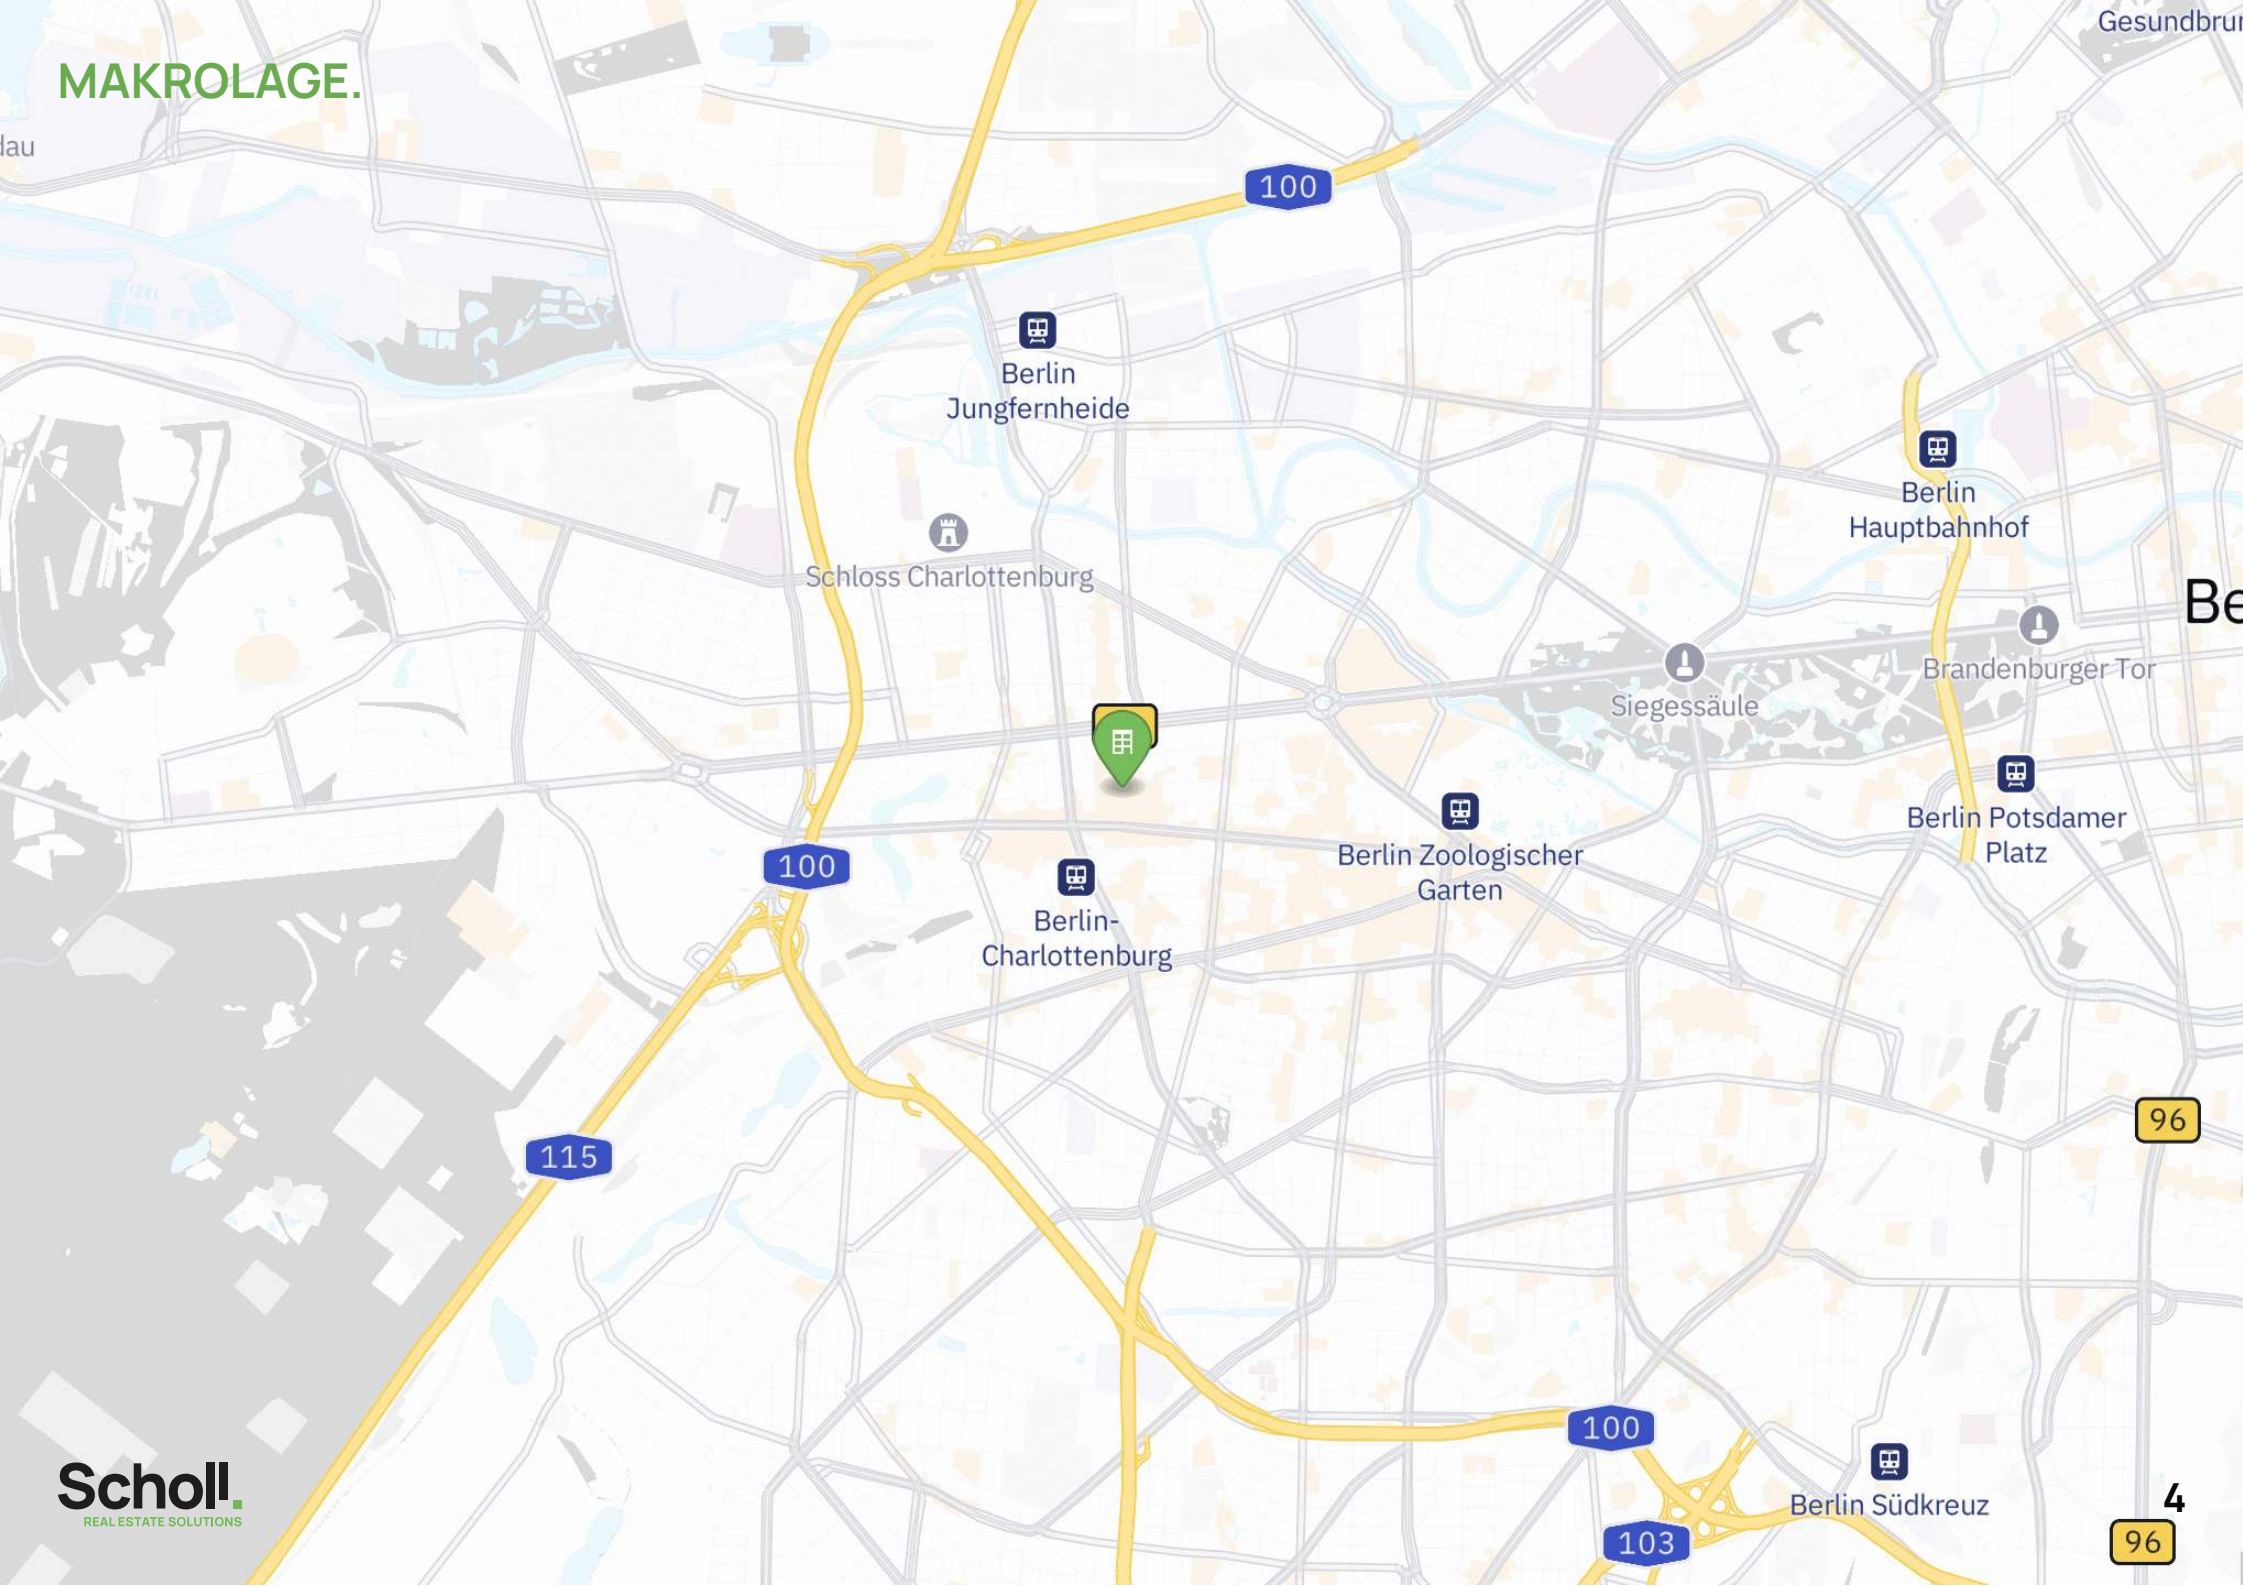 Gesundbrun
MAKROLAGE.
dau
100
Berlin
Jungfernheide
Berlin
Hauptbahnhof
Schloss Charlottenburg
Be
Brandenburger Tor
Siegessäule
Berlin Potsdamer
Platz
Berlin Zoologischer
Garten
100
Berlin-
Charlottenburg
96
115
100
Scholl.
REAL ESTATE SOLUTIONS
Berlin Südkreuz
4
103
96